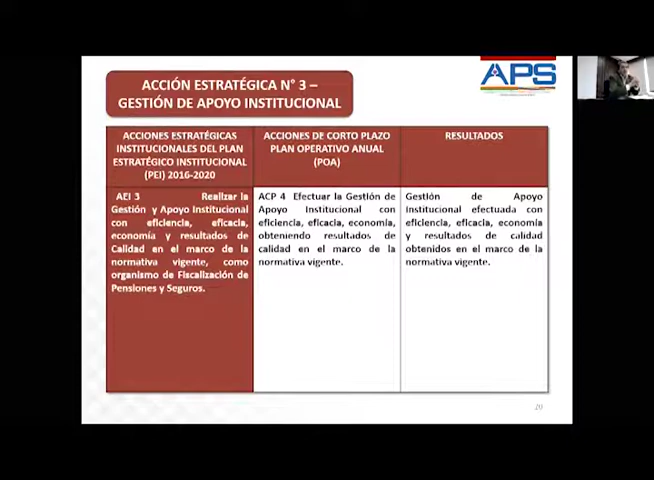 ACCIÓN ESTRATÉGICA N° 3 –
GESTIÓN DE APOYO INSTITUCIONAL
APS
ACCIONES ESTRATÉGICAS
INSTITUCIONALES DEL PLAN
ESTRATÉGICO INSTITUCIONAL
(PEI) 2016-2020
ACCIONES DE CORTO PLAZO
PLAN OPERATIVO ANUAL
(POA)
RESULTADOS
AEI 3 Realizar la
Gestión y Apoyo Institucional
con eficiencia, eficacia,
economía y resultados de
Calidad en el marco de la
normativa vigente, como
organismo de Fiscalización de
Pensiones y Seguros.
ACP 4 Efectuar la Gestión de
Apoyo Institucional con
eficiencia, eficacia, economía,
obteniendo resultados de
calidad en el marco de la
normativa vigente.
Gestión de Apoyo
Institucional efectuada con
eficiencia, eficacia, economía
y resultados de calidad
obtenidos en el marco de la
normativa vigente.
20